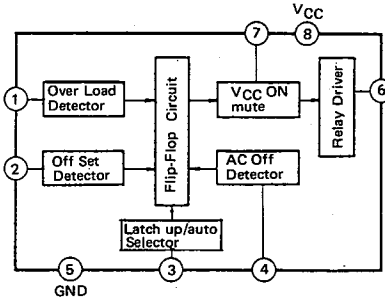 VCC
7
8
1
Over Load
Detector
Flip-Flop Circuit
VCC ON
mute
Relay Driver
6
2
Off Set
Detector
AC Off
Detector
Latch up/auto
Selector
5
3
4
GND